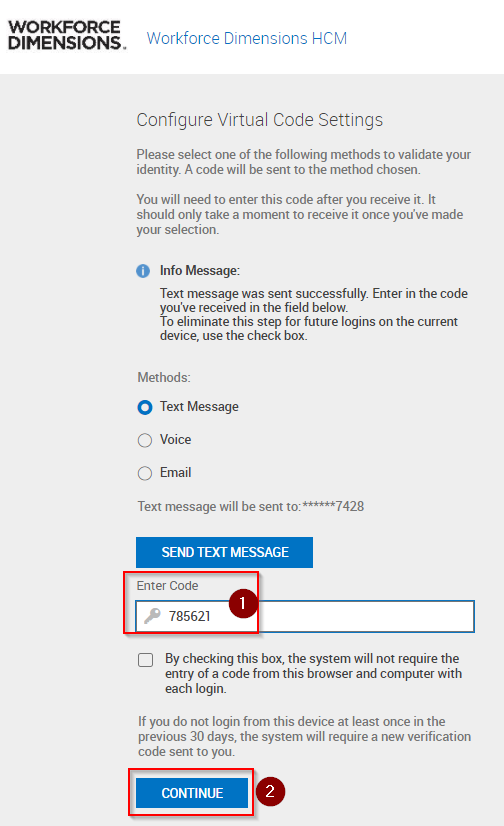 WORKFORCE
DIMENSIONS.
Workforce Dimensions HCM
Configure Virtual Code Settings
Please select one of the following methods to validate your
identity. A code will be sent to the method chosen.
You will need to enter this code after you receive it. It
should only take a moment to receive it once you've made
your selection.
i Info Message:
Text message was sent successfully. Enter in the code
you've received in the field below.
To eliminate this step for future logins on the current
device, use the check box.
Methods:
Text Message
Voice
Email
Text message will be sent to:******7428
SEND TEXT MESSAGE
Enter Code
1
785621
By checking this box, the system will not require the
entry of a code from this browser and computer with
each login.
If you do not login from this device at least once in the
previous 30 days, the system will require a new verification
code sent to you.
CONTINUE 2